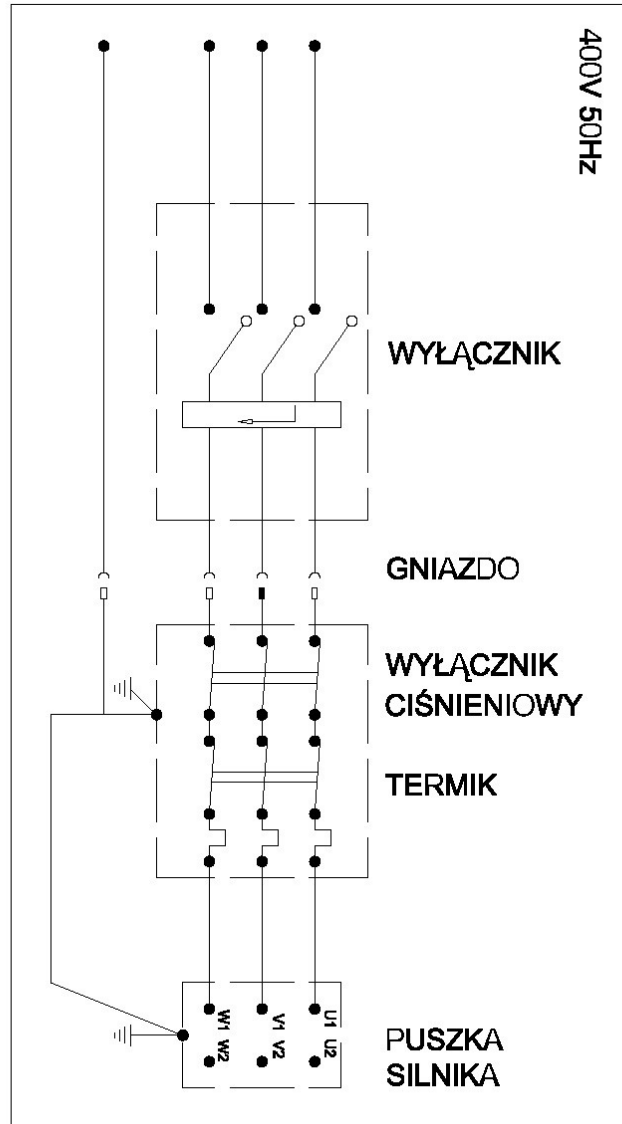 400V 50Hz
WYŁĄCZNIK
GNIAZDO
WYŁĄCZNIK
CIŚNIENIOWY
TERMIK
W1 W2
V1 V2
U1 U2
PUSZKA
SILNIKA